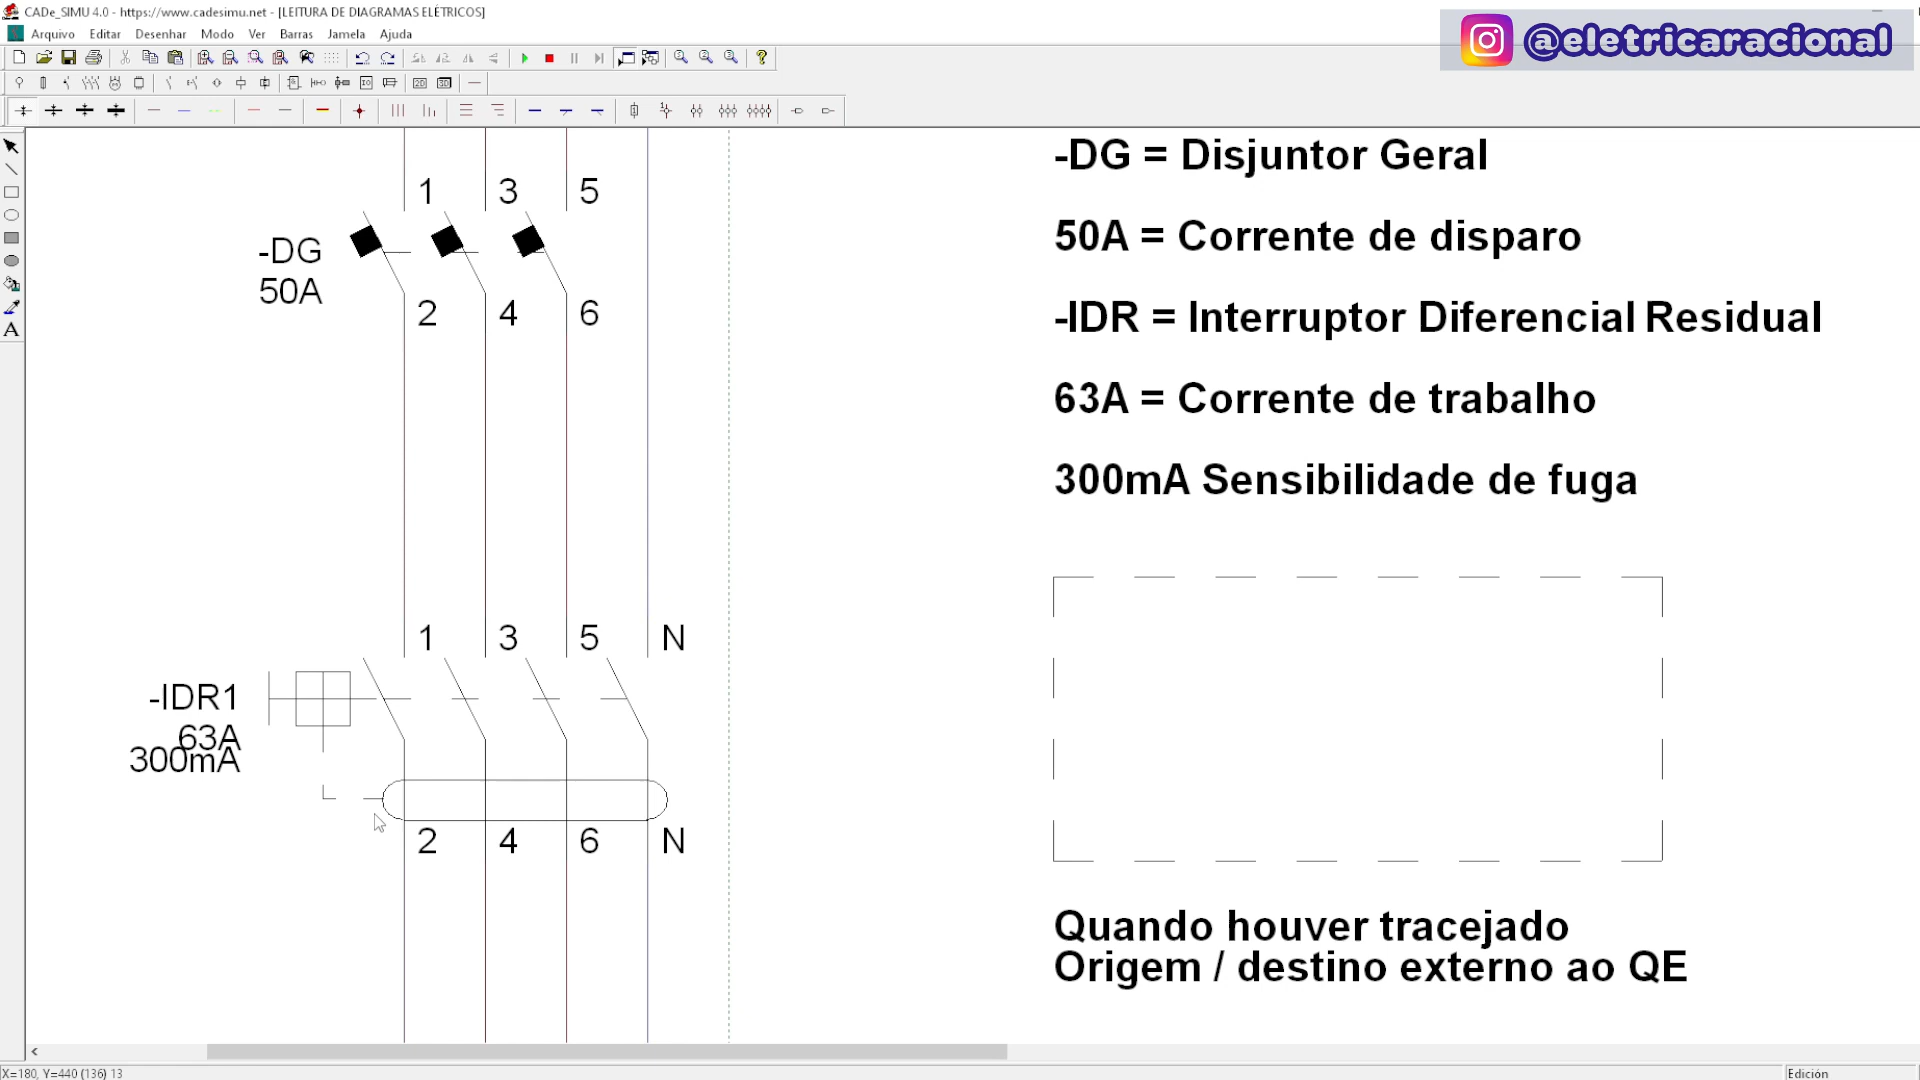 CADe_SIMU 4.0 - https://www.cadesimu.net - [LEITURA DE DIAGRAMAS ELÉTRICOS]
Arquivo Editar Desenhar Modo Ver Barras Jamela Ajuda
@eletricaracional
1 3 5
-DG
50A
2 4 6
1 3 5 N
-IDR1
63A
300mA
2 4 6 N
-DG = Disjuntor Geral
50A = Corrente de disparo
-IDR = Interruptor Diferencial Residual
63A = Corrente de trabalho
300mA Sensibilidade de fuga
Quando houver tracejado
Origem / destino externo ao QE
X=180, Y=440 (136) 13
Edición